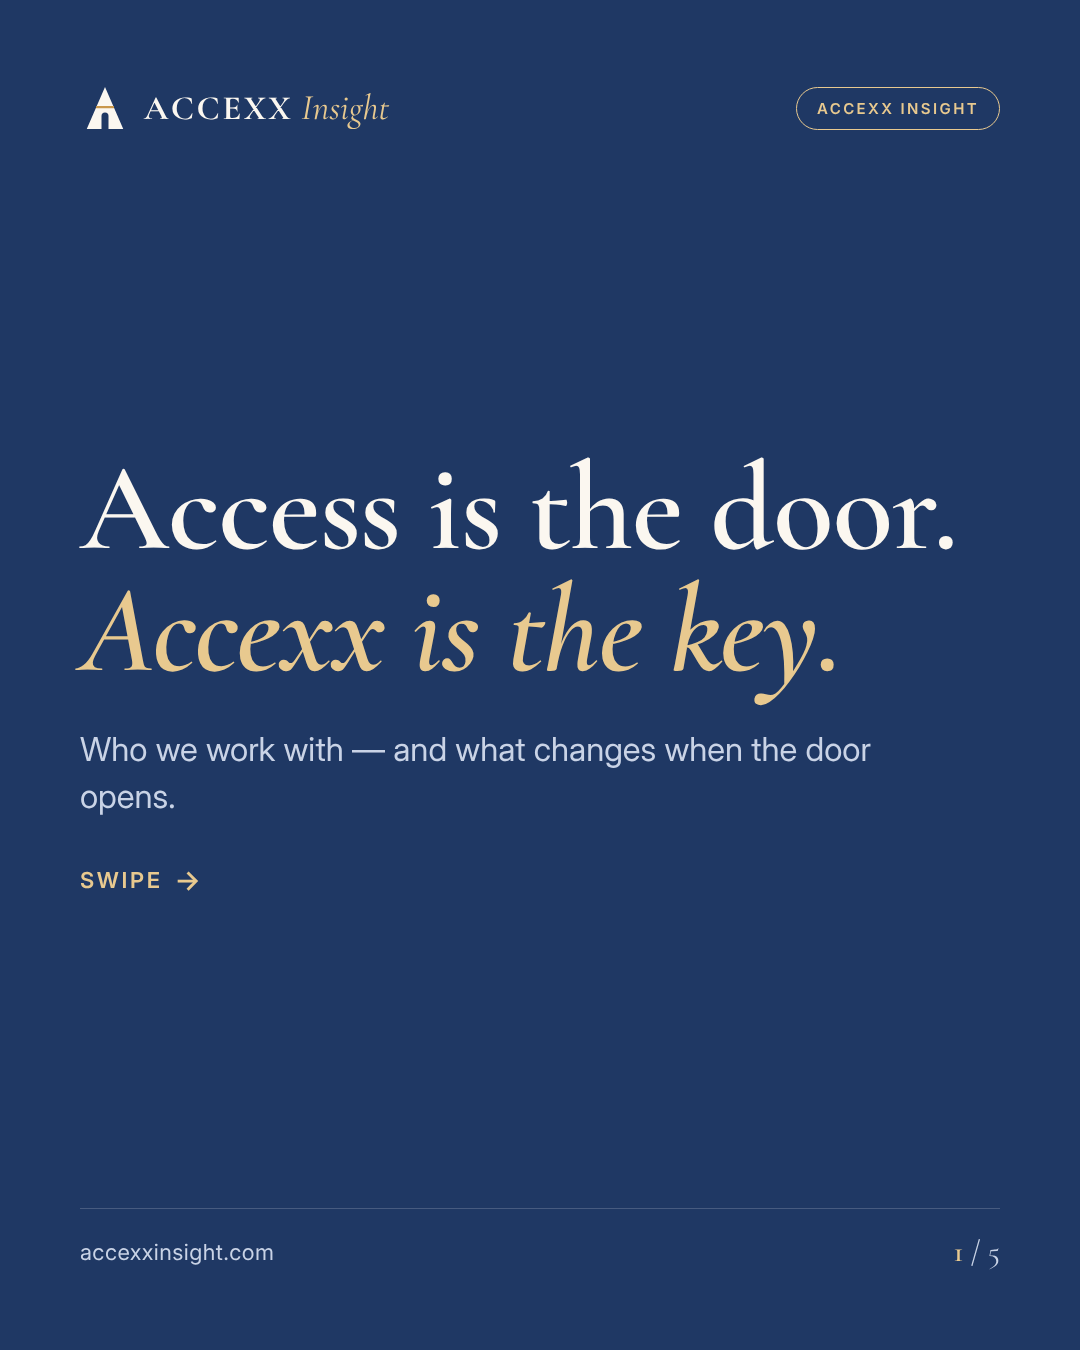 ACCEXX Insight
ACCEXX INSIGHT
Access is the door.
Accexx is the key.
Who we work with — and what changes when the door
opens.
SWIPE →
accexxinsight.com
1 / 5